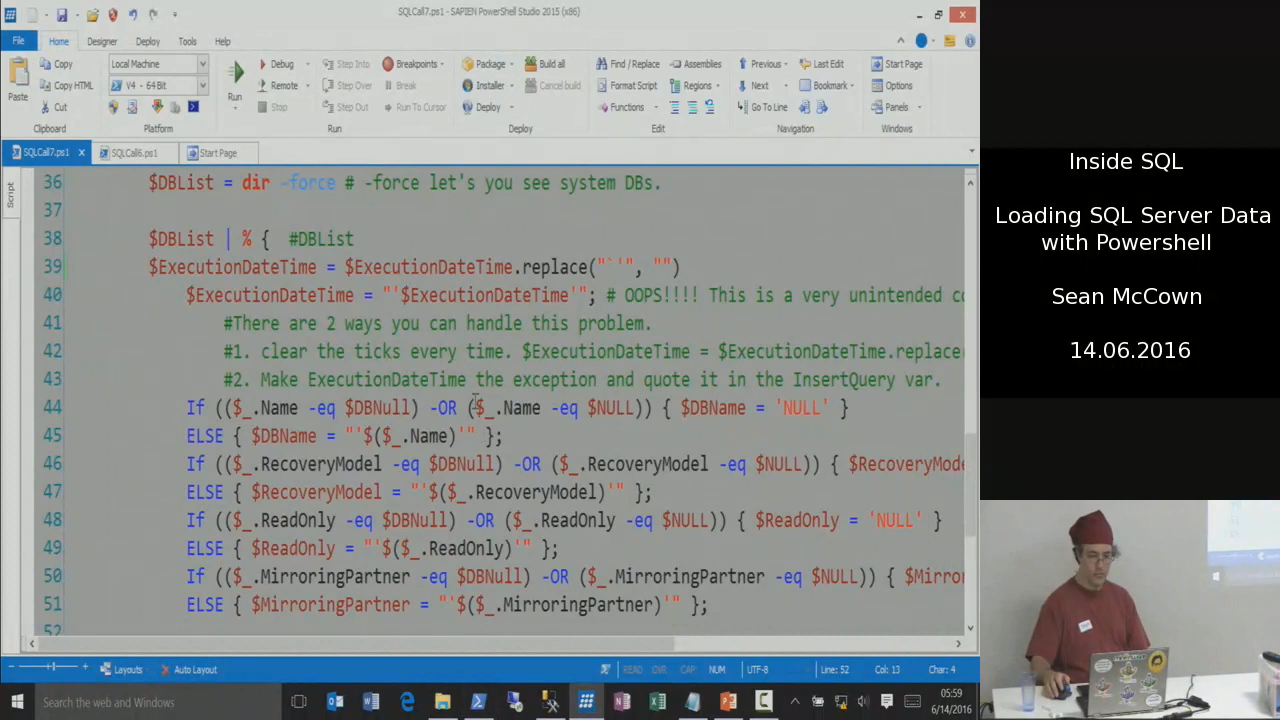 SQLCall7.ps1 - SAPIEN PowerShell Studio 2015 (x86)
File Home Designer Deploy Tools Help
Paste Copy Copy HTML Cut Clipboard
Local Machine V4 - 64 Bit Platform
Run Debug Remote Stop Step Into Step Over Step Out Breakpoints Break Run To Cursor Run
Package Installer Deploy Build all Cancel build Deploy
Find / Replace Format Script Functions Assemblies Regions Edit
Previous Next Go To Line Last Edit Bookmark Navigation
Start Page Options Panels Windows
SQLCall7.ps1 SQLCall6.ps1 Start Page
Script
36 $DBList = dir -force # -force let's you see system DBs.
37
38 $DBList | % { #DBList
39 $ExecutionDateTime = $ExecutionDateTime.replace("`'", "")
40 $ExecutionDateTime = "'$ExecutionDateTime'"; # OOPS!!!! This is a very unintended co
41 #There are 2 ways you can handle this problem.
42 #1. clear the ticks every time. $ExecutionDateTime = $ExecutionDateTime.replace(
43 #2. Make ExecutionDateTime the exception and quote it in the InsertQuery var.
44 If (($_.Name -eq $DBNull) -OR ($_.Name -eq $NULL)) { $DBName = 'NULL' }
45 ELSE { $DBName = "'$($_.Name)'" };
46 If (($_.RecoveryModel -eq $DBNull) -OR ($_.RecoveryModel -eq $NULL)) { $RecoveryMode
47 ELSE { $RecoveryModel = "'$($_.RecoveryModel)'" };
48 If (($_.ReadOnly -eq $DBNull) -OR ($_.ReadOnly -eq $NULL)) { $ReadOnly = 'NULL' }
49 ELSE { $ReadOnly = "'$($_.ReadOnly)'" };
50 If (($_.MirroringPartner -eq $DBNull) -OR ($_.MirroringPartner -eq $NULL)) { $Mirror
51 ELSE { $MirroringPartner = "'$($_.MirroringPartner)'" };
52
Layouts Auto Layout READ OVR CAP NUM UTF-8 Line: 52 Col: 13 Char: 4
Search the web and Windows
05:59
6/14/2016
Inside SQL
Loading SQL Server Data
with Powershell
Sean McCown
14.06.2016